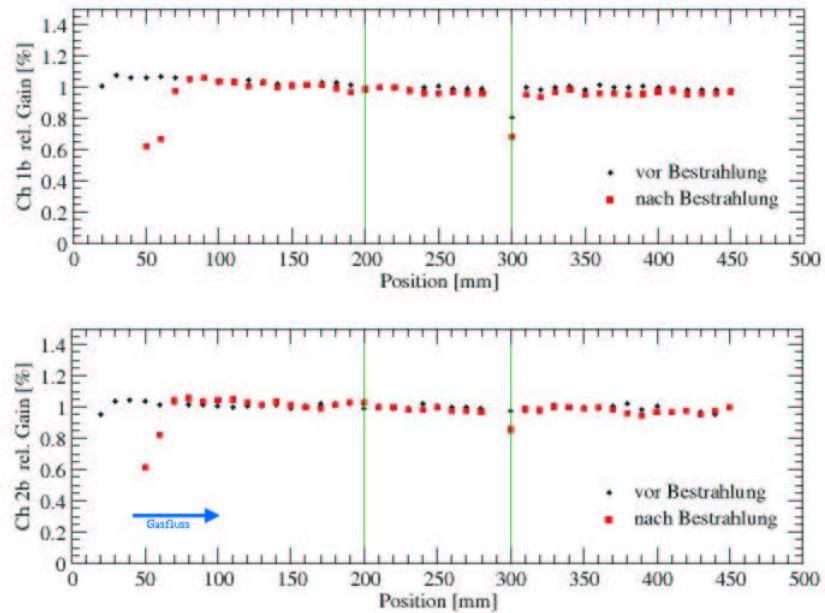 1.4
1.2
1
0.8
0.6
0.4
0.2
0
Ch 1b rel. Gain [%]
vor Bestrahlung
nach Bestrahlung
0 50 100 150 200 250 300 350 400 450 500
Position [mm]
1.4
1.2
1
0.8
0.6
0.4
0.2
0
Ch 2b rel. Gain [%]
Gasfluss
vor Bestrahlung
nach Bestrahlung
0 50 100 150 200 250 300 350 400 450 500
Position [mm]